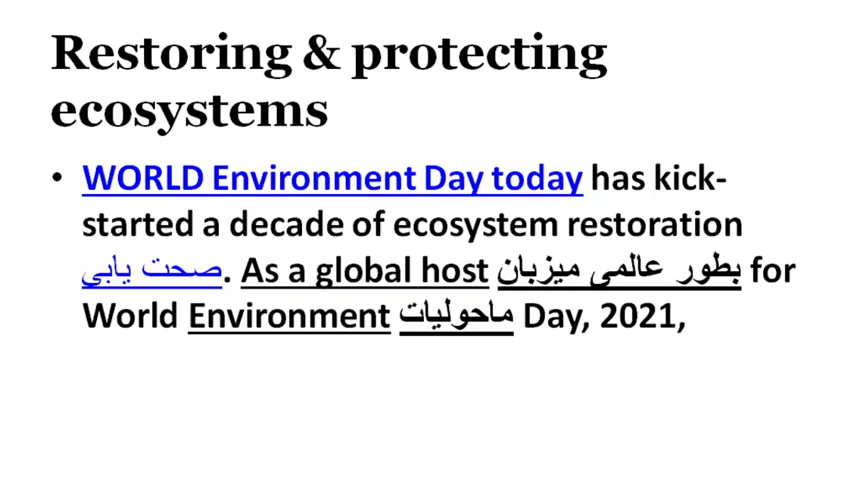 Restoring & protecting
ecosystems
• WORLD Environment Day today has kick-
started a decade of ecosystem restoration
صحت یابی. As a global host بطور عالمی میزبان for
World Environment ماحولیات Day, 2021,